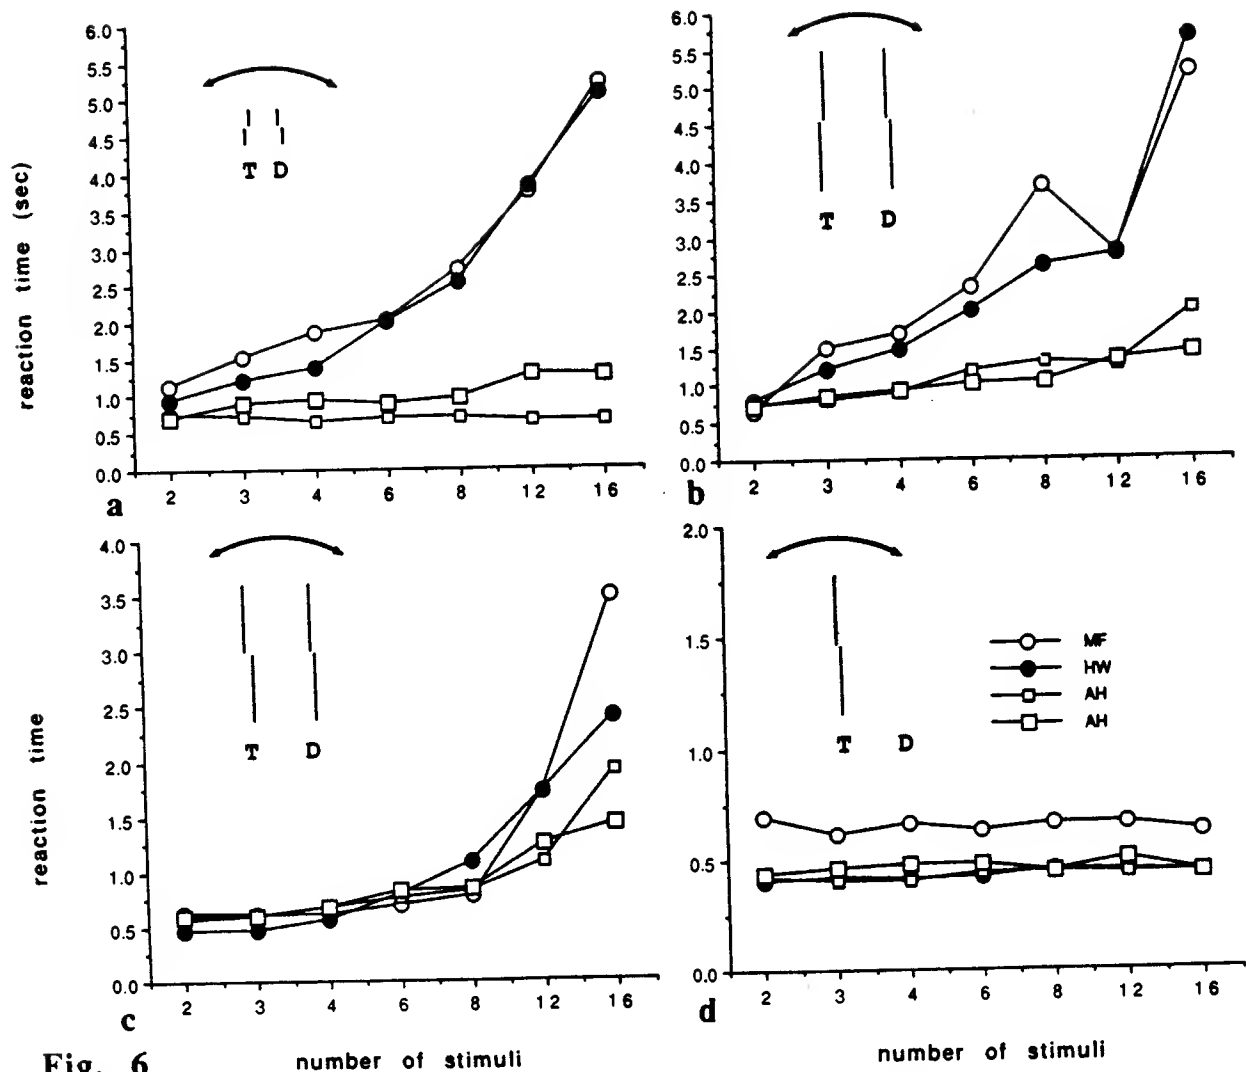 6.0
5.5
5.0
4.5
4.0
3.5
3.0
2.5
2.0
1.5
1.0
0.5
0.0
reaction time (sec)
T D
2 3 4 6 8 12 16
a
6.0
5.5
5.0
4.5
4.0
3.5
3.0
2.5
2.0
1.5
1.0
0.5
0.0
T D
2 3 4 6 8 12 16
b
4.0
3.5
3.0
2.5
2.0
1.5
1.0
0.5
0.0
reaction time
T D
2 3 4 6 8 12 16
c
number of stimuli
2.0
1.5
1.0
0.5
0.0
T D
MF
HW
AH
AH
2 3 4 6 8 12 16
d
number of stimuli
Fig. 6